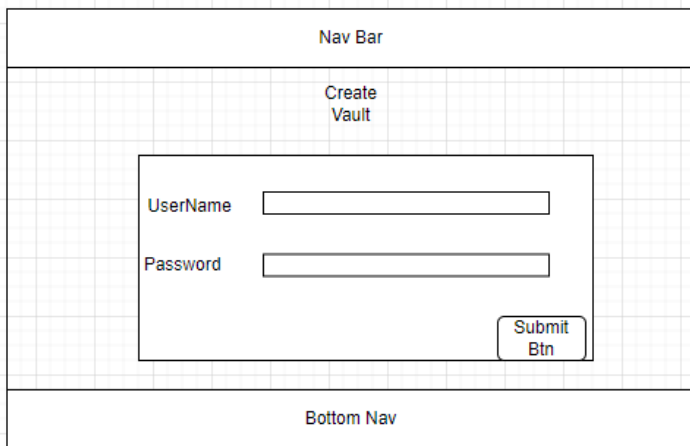 Nav Bar
Create
Vault
UserName
Password
Submit
Btn
Bottom Nav